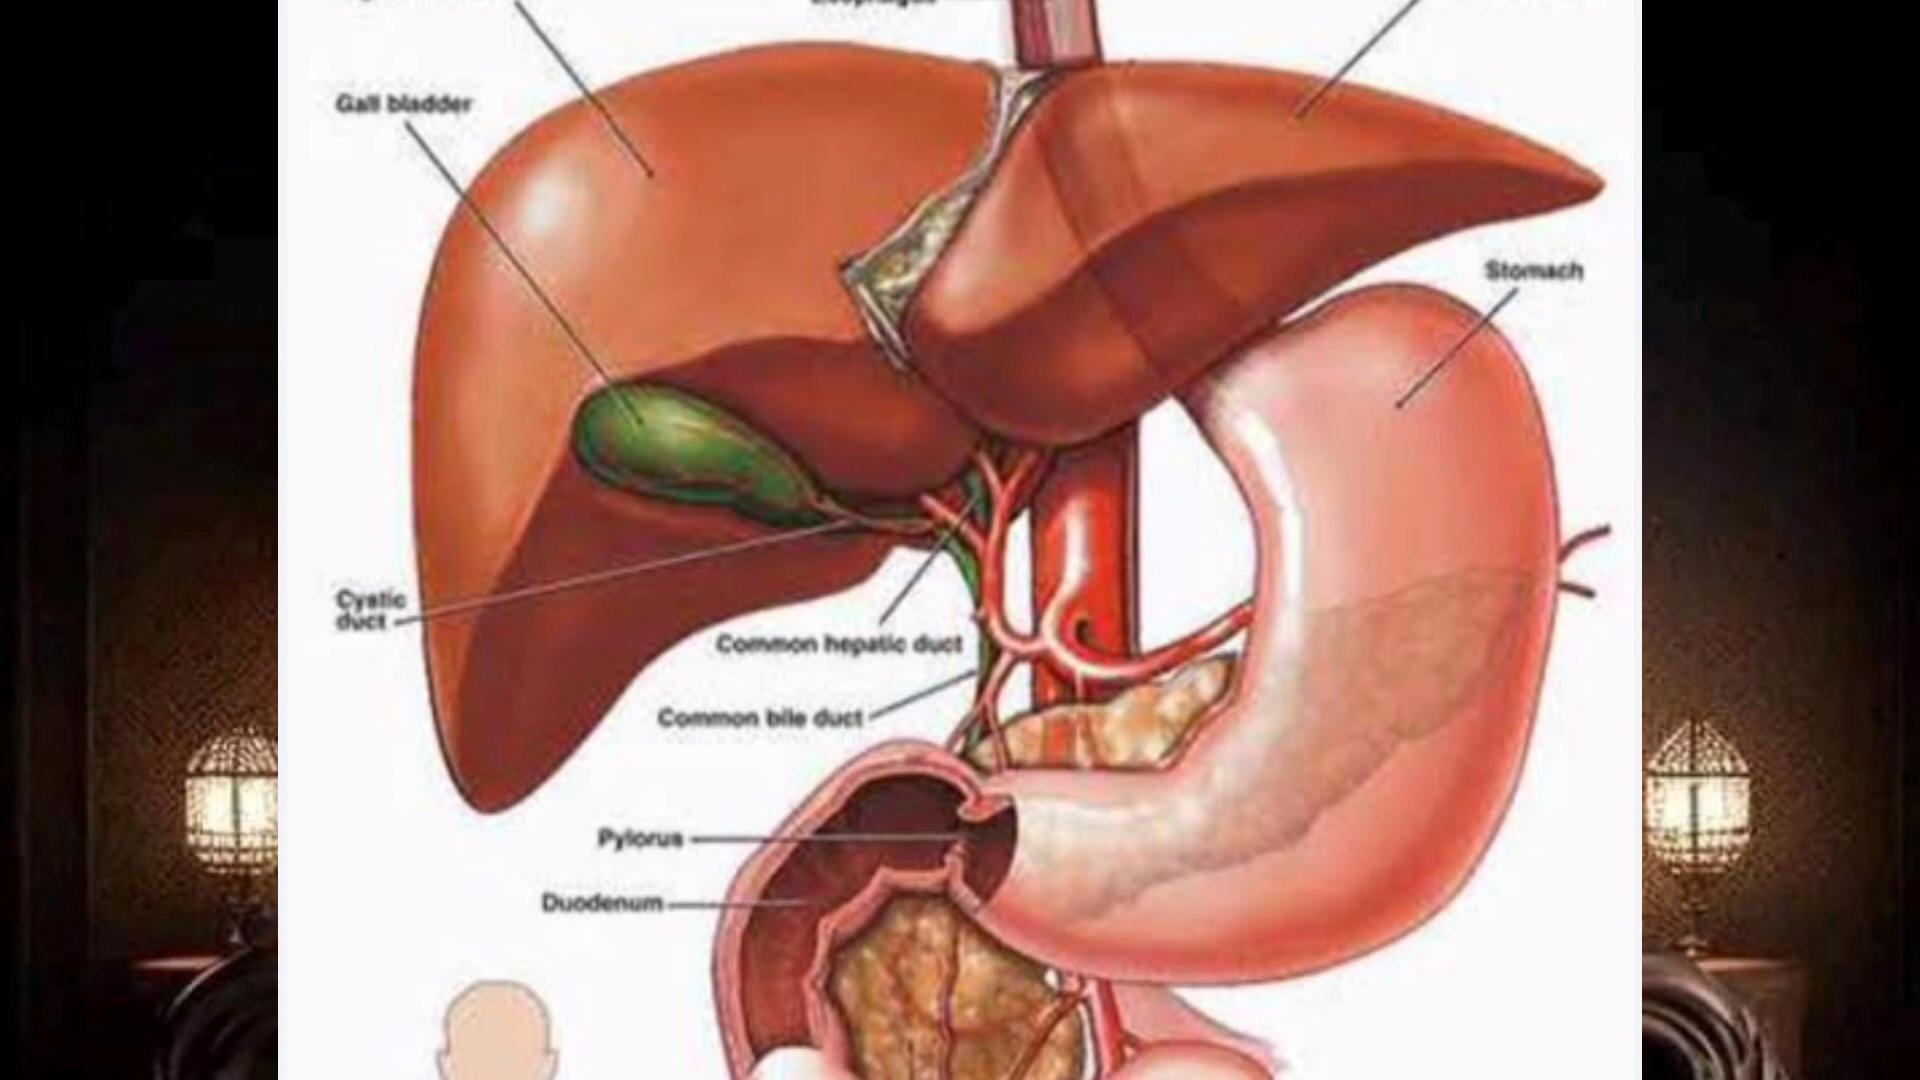 Gall bladder
Stomach
Cystic
duct
Common hepatic duct
Common bile duct
Pylorus
Duodenum